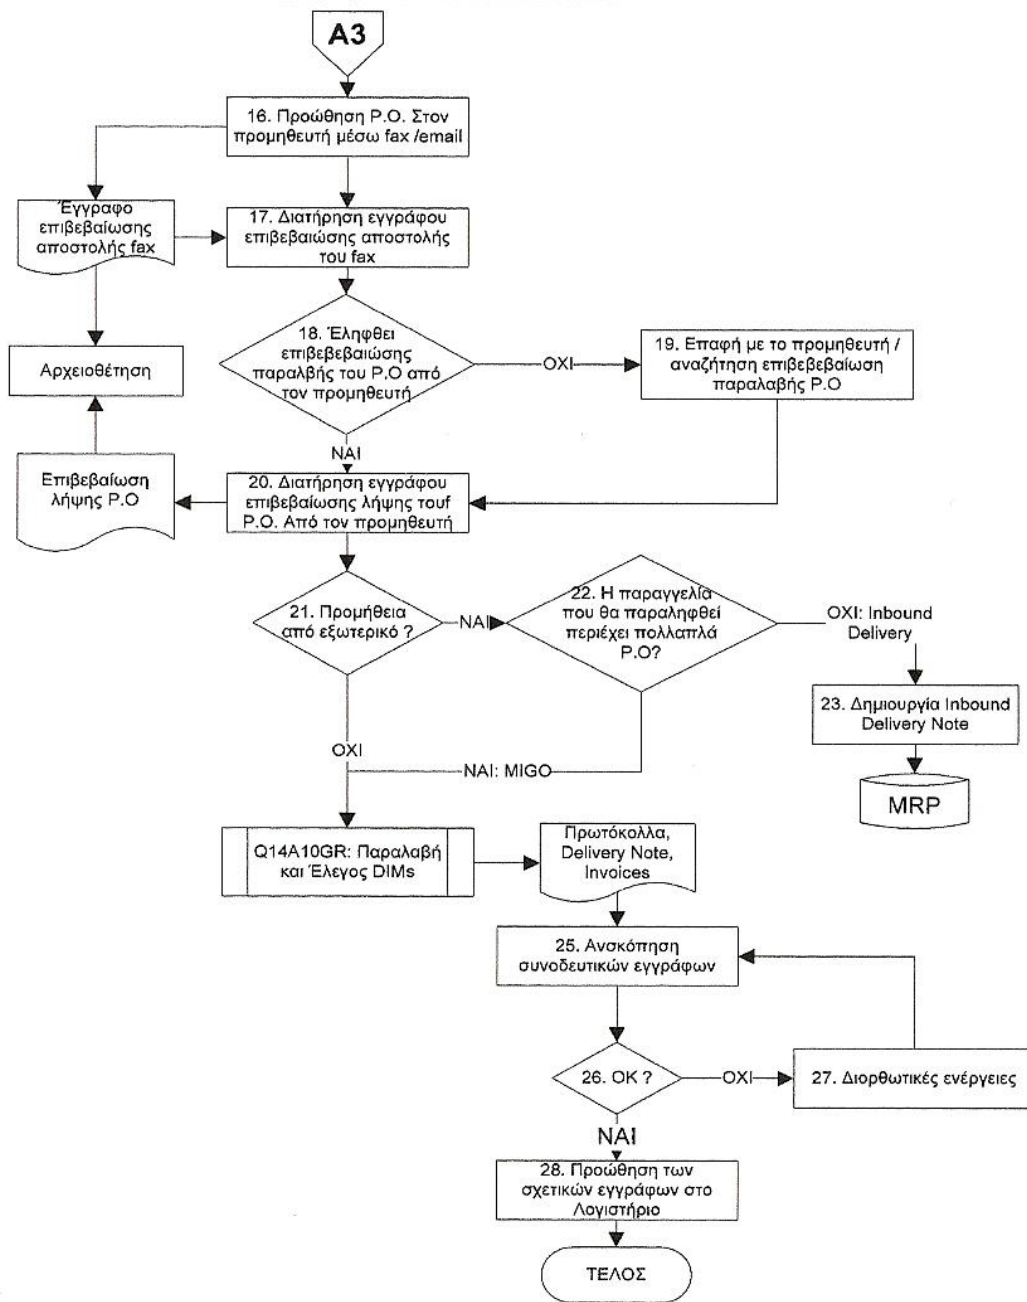 A3
16. Προώθηση P.O. Στον
προμηθευτή μέσω fax /email
Έγγραφο
επιβεβαίωσης
αποστολής fax
17. Διατήρηση εγγράφου
επιβεβαιώσης αποστολής
του fax
18. Έληφθει
επιβεβεβαιώσης
παραλβής του P.O από
τον προμηθευτή
ΟΧΙ
19. Επαφή με το προμηθευτή /
αναζήτηση επιβεβεβαίωση
παραλαβής P.O
Αρχειοθέτηση
ΝΑΙ
Επιβεβαίωση
λήψης P.O
20. Διατήρηση εγγράφου
επιβεβαίωσης λήψης τουf
P.O. Από τον προμηθευτή
21. Προμήθεια
από εξωτερικό ?
ΝΑΙ
22. Η παραγγελία
που θα παραληφθεί
περιέχει πολλαπλά
P.O?
ΟΧΙ: Inbound
Delivery
23. Δημιουργία Inbound
Delivery Note
ΟΧΙ
ΝΑΙ: MIGO
MRP
Q14A10GR: Παραλαβή
και Έλεγος DIMs
Πρωτόκολλα,
Delivery Note,
Invoices
25. Ανσκόπηση
συνοδευτικών εγγράφων
26. OK ?
ΟΧΙ
27. Διορθωτικές ενέργειες
ΝΑΙ
28. Προώθηση των
σχετικών εγγράφων στο
Λογιστήριο
ΤΕΛΟΣ